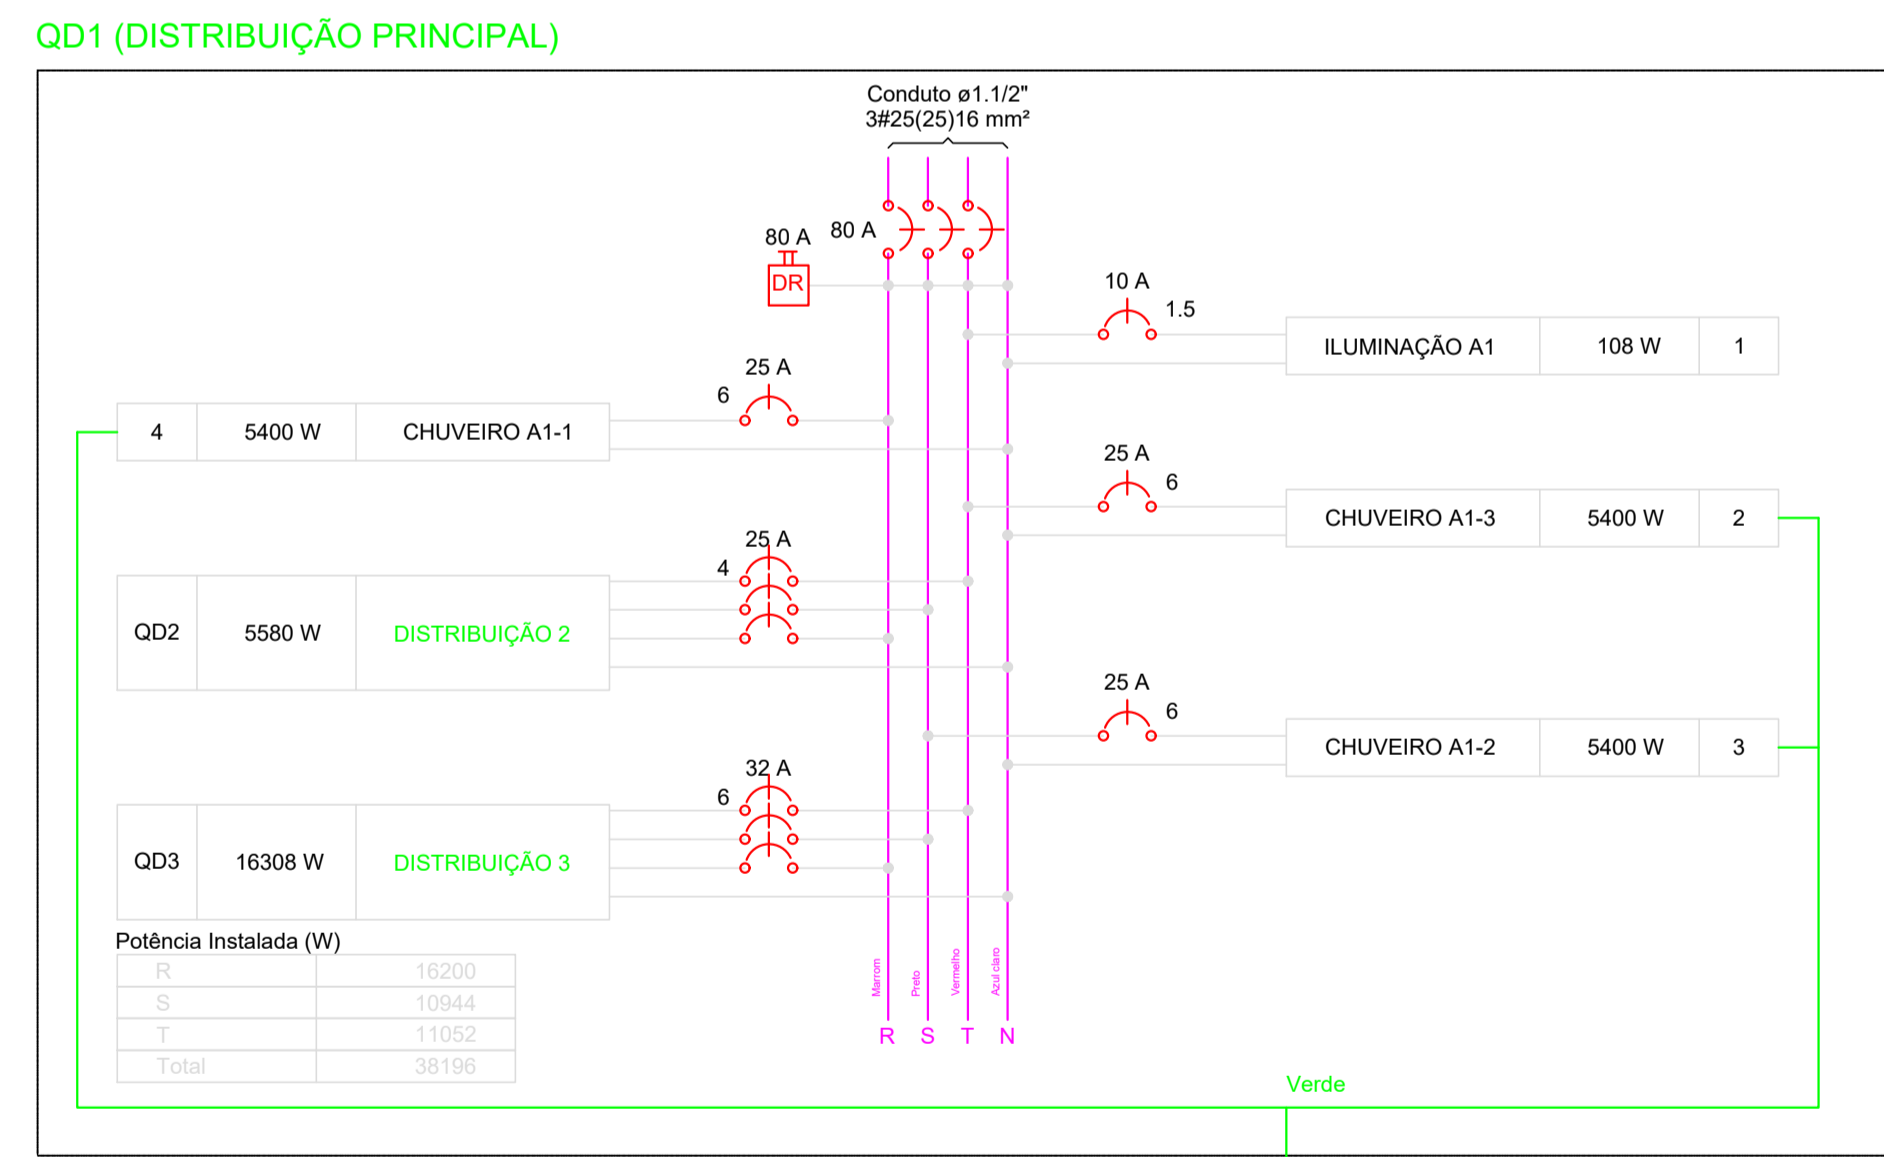 QD1 (DISTRIBUIÇÃO PRINCIPAL)
Conduto ø1.1/2"
3#25(25)16 mm²
80 A
80 A
DR
10 A
1.5
ILUMINAÇÃO A1 108 W 1
25 A
6
4 5400 W CHUVEIRO A1-1
25 A
6
CHUVEIRO A1-3 5400 W 2
25 A
4
QD2 5580 W DISTRIBUIÇÃO 2
25 A
6
CHUVEIRO A1-2 5400 W 3
32 A
6
QD3 16308 W DISTRIBUIÇÃO 3
Potência Instalada (W)
R 16200
S 10944
T 11052
Total 38196
Marrom
Preto
Vermelho
Azul claro
R S T N
Verde